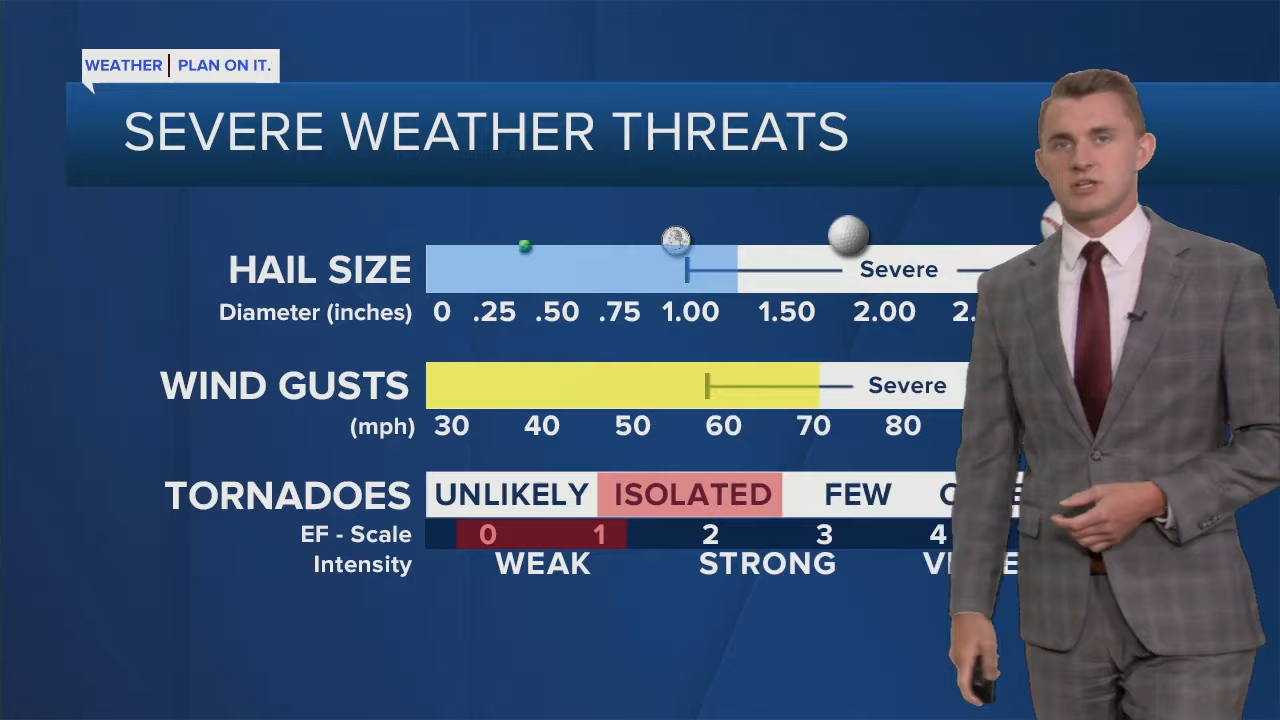 WEATHER | PLAN ON IT.
SEVERE WEATHER THREATS
HAIL SIZE
Severe
Diameter (inches) 0 .25 .50 .75 1.00 1.50 2.00 2.
WIND GUSTS
Severe
(mph) 30 40 50 60 70 80
TORNADOES UNLIKELY ISOLATED FEW
EF - Scale 0 1 2 3 4
Intensity WEAK STRONG